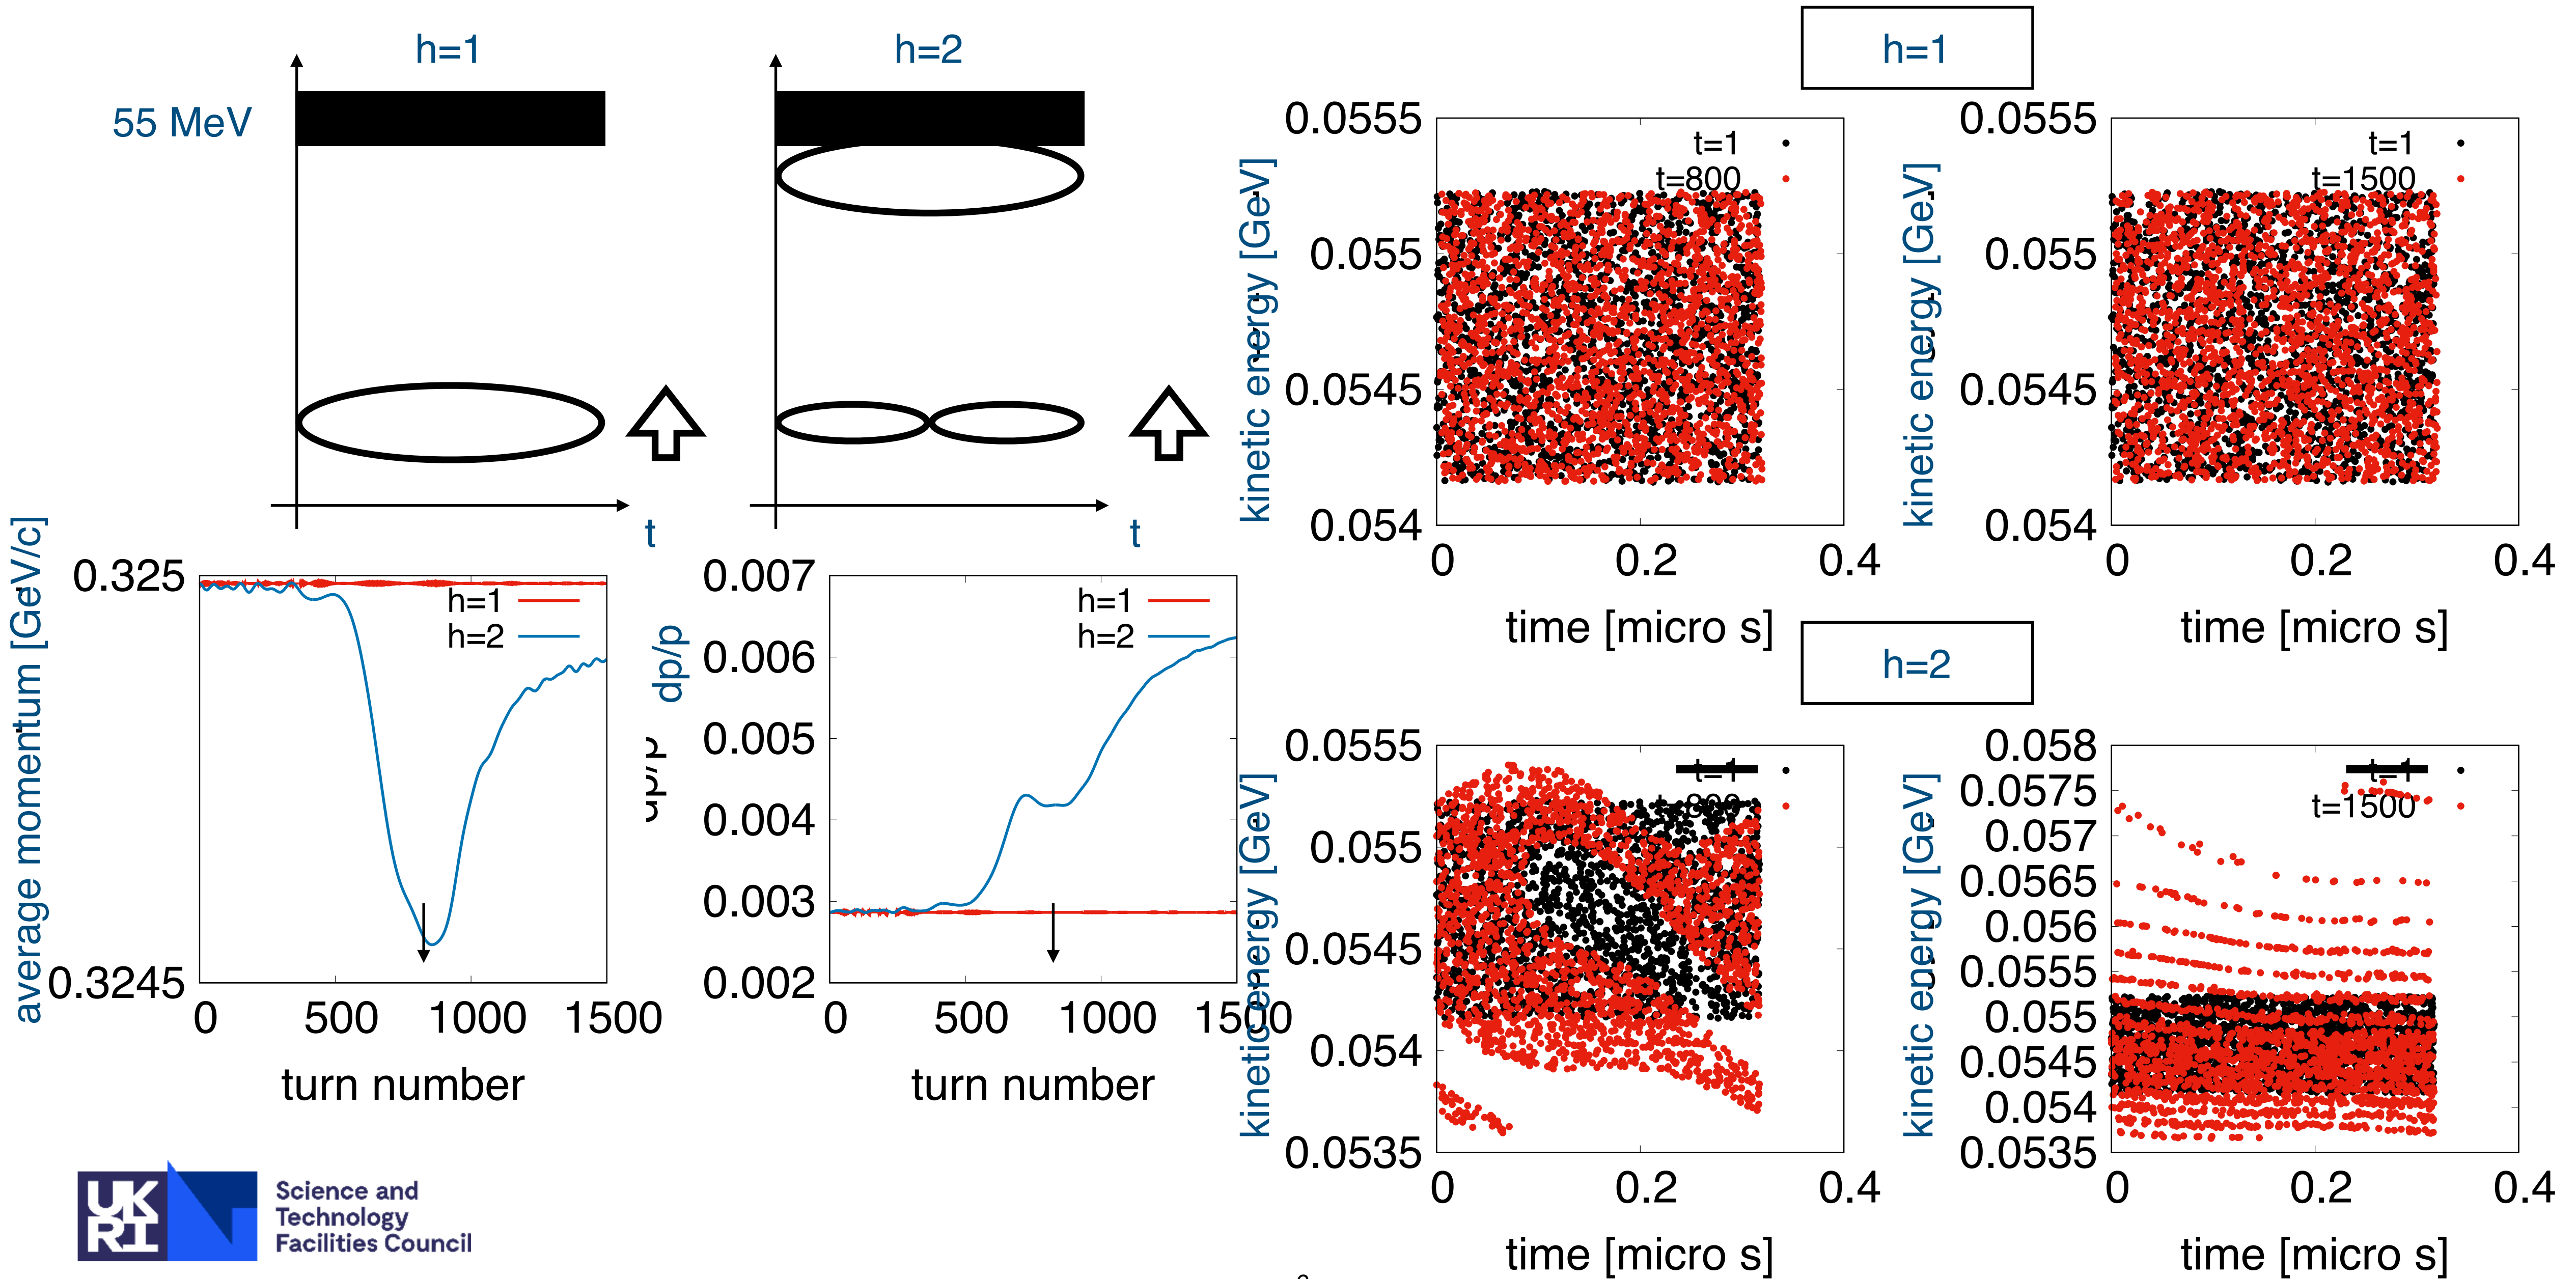 h=1
h=2
55 MeV
t
t
average momentum [GeV/c]
0.325
0.3245
h=1
h=2
0
500
1000
1500
turn number
dp/p
0.007
0.006
0.005
0.004
0.003
0.002
h=1
h=2
0
500
1000
1500
turn number
h=1
kinetic energy [GeV]
0.0555
0.055
0.0545
0.054
t=1
t=800
0
0.2
0.4
time [micro s]
kinetic energy [GeV]
0.0555
0.055
0.0545
0.054
t=1
t=1500
0
0.2
0.4
time [micro s]
h=2
kinetic energy [GeV]
0.0555
0.055
0.0545
0.054
0.0535
t=1
0
0.2
0.4
time [micro s]
kinetic energy [GeV]
0.058
0.0575
0.057
0.0565
0.056
0.0555
0.055
0.0545
0.054
0.0535
t=1
t=1500
0
0.2
0.4
time [micro s]
UK
RI
Science and
Technology
Facilities Council